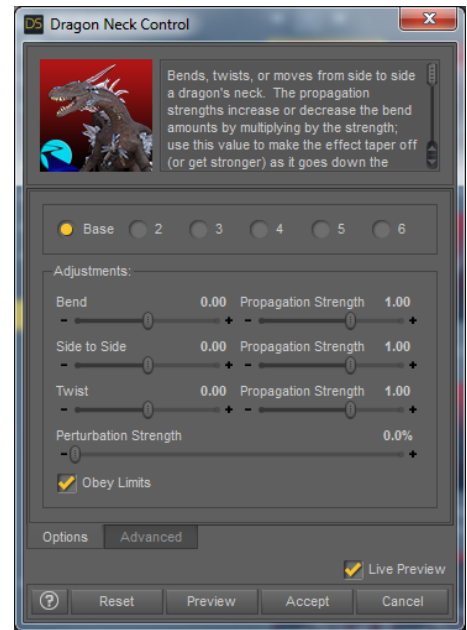 DS Dragon Neck Control
Bends, twists, or moves from side to side
a dragon's neck. The propagation
strengths increase or decrease the bend
amounts by multiplying by the strength;
use this value to make the effect taper off
(or get stronger) as it goes down the
Base 2 3 4 5 6
Adjustments:
Bend 0.00 Propagation Strength 1.00
- + - +
Side to Side 0.00 Propagation Strength 1.00
- + - +
Twist 0.00 Propagation Strength 1.00
- + - +
Perturbation Strength 0.0%
- +
Obey Limits
Options Advanced
Live Preview
? Reset Preview Accept Cancel